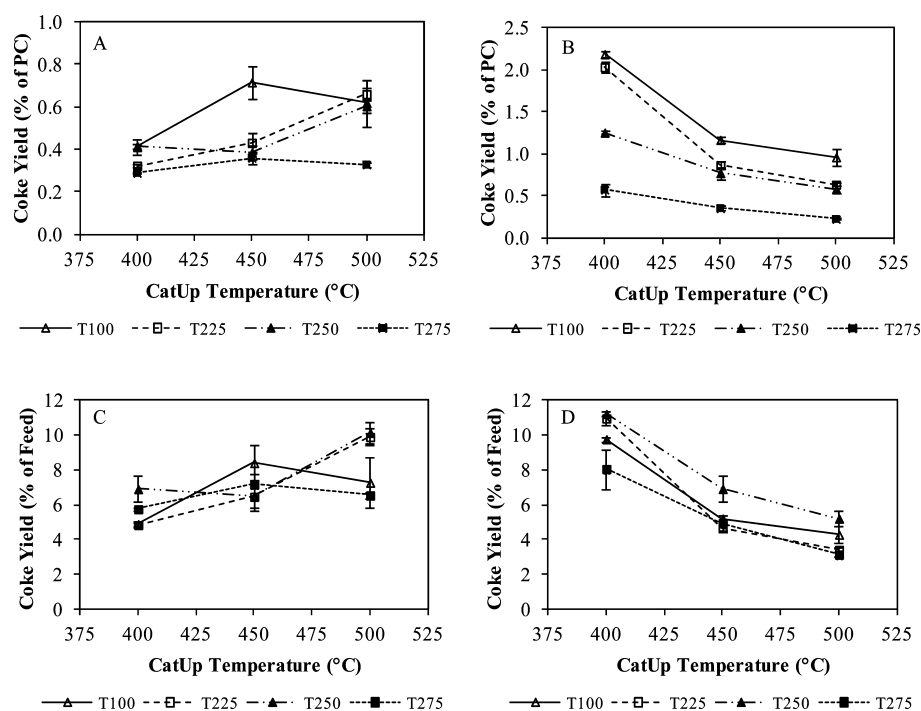 A
Coke Yield (% of PC)
1.0
0.8
0.6
0.4
0.2
0.0
375 400 425 450 475 500 525
CatUp Temperature (°C)
T100 T225 T250 T275
B
Coke Yield (% of PC)
2.5
2.0
1.5
1.0
0.5
0.0
375 400 425 450 475 500 525
CatUp Temperature (°C)
T100 T225 T250 T275
C
Coke Yield (% of Feed)
12
10
8
6
4
2
0
375 400 425 450 475 500 525
CatUp Temperature (°C)
T100 T225 T250 T275
D
Coke Yield (% of Feed)
12
10
8
6
4
2
0
375 400 425 450 475 500 525
CatUp Temperature (°C)
T100 T225 T250 T275